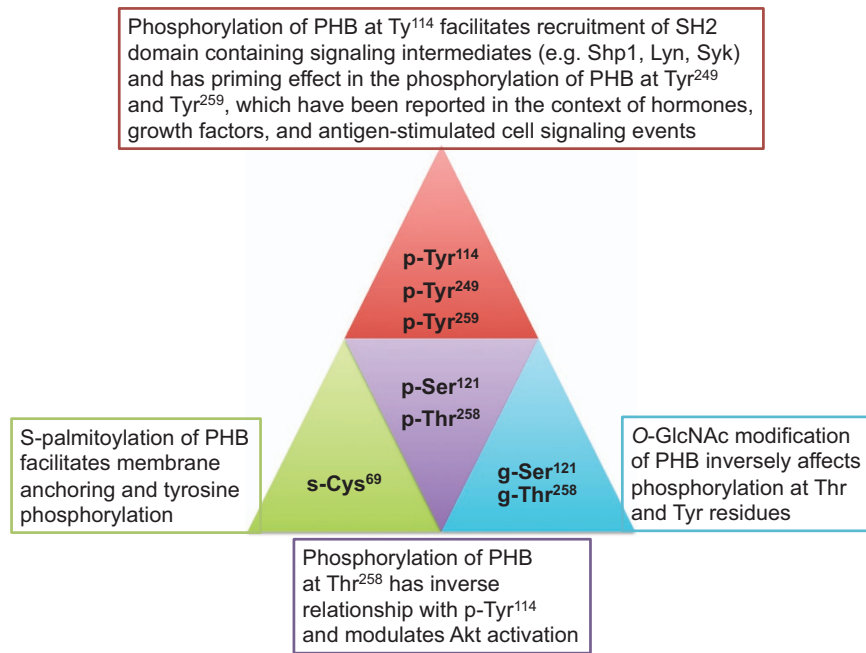 Phosphorylation of PHB at Ty¹¹⁴ facilitates recruitment of SH2
domain containing signaling intermediates (e.g. Shp1, Lyn, Syk)
and has priming effect in the phosphorylation of PHB at Tyr²⁴⁹
and Tyr²⁵⁹, which have been reported in the context of hormones,
growth factors, and antigen-stimulated cell signaling events
p-Tyr¹¹⁴
p-Tyr²⁴⁹
p-Tyr²⁵⁹
p-Ser¹²¹
p-Thr²⁵⁸
S-palmitoylation of PHB
facilitates membrane
anchoring and tyrosine
phosphorylation
s-Cys⁶⁹
g-Ser¹²¹
g-Thr²⁵⁸
O-GlcNAc modification
of PHB inversely affects
phosphorylation at Thr
and Tyr residues
Phosphorylation of PHB
at Thr²⁵⁸ has inverse
relationship with p-Tyr¹¹⁴
and modulates Akt activation